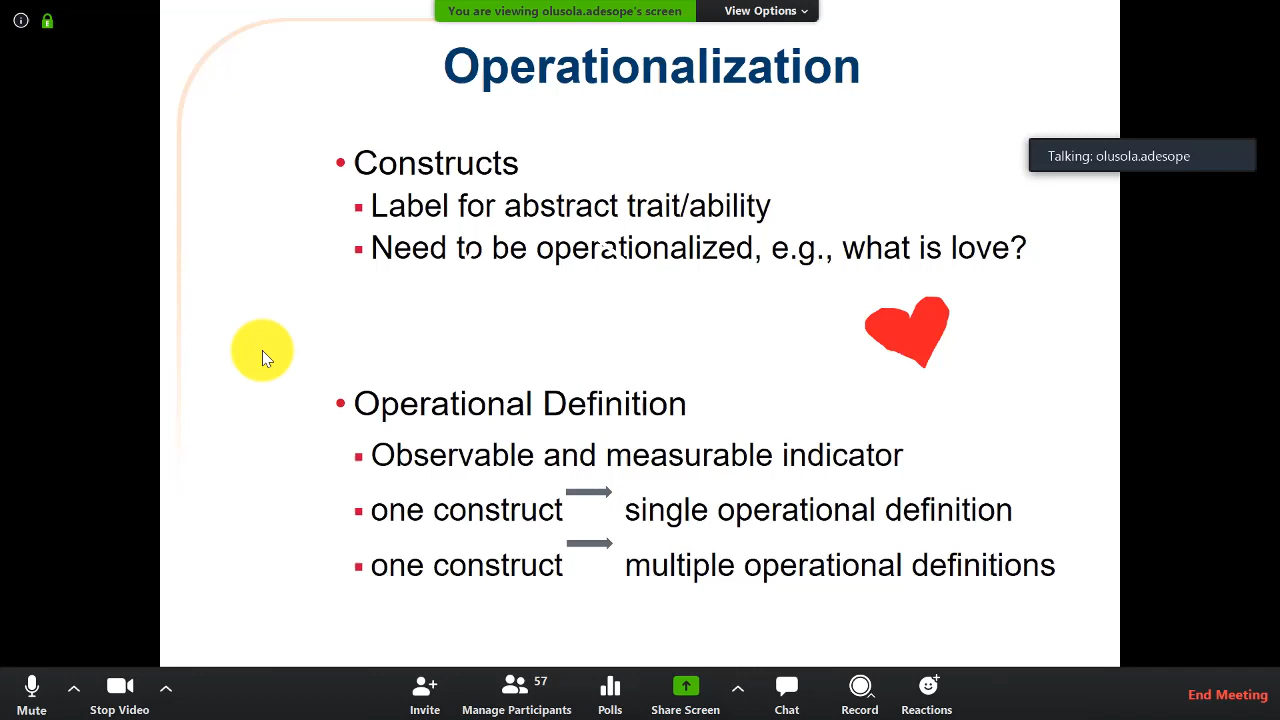 You are viewing olusola.adesope's screen View Options
Operationalization
Constructs
Talking: olusola.adesope
Label for abstract trait/ability
Need to be operationalized, e.g., what is love?
Operational Definition
Observable and measurable indicator
one construct single operational definition
one construct multiple operational definitions
57
Mute Stop Video Invite Manage Participants Polls Share Screen Chat Record Reactions End Meeting